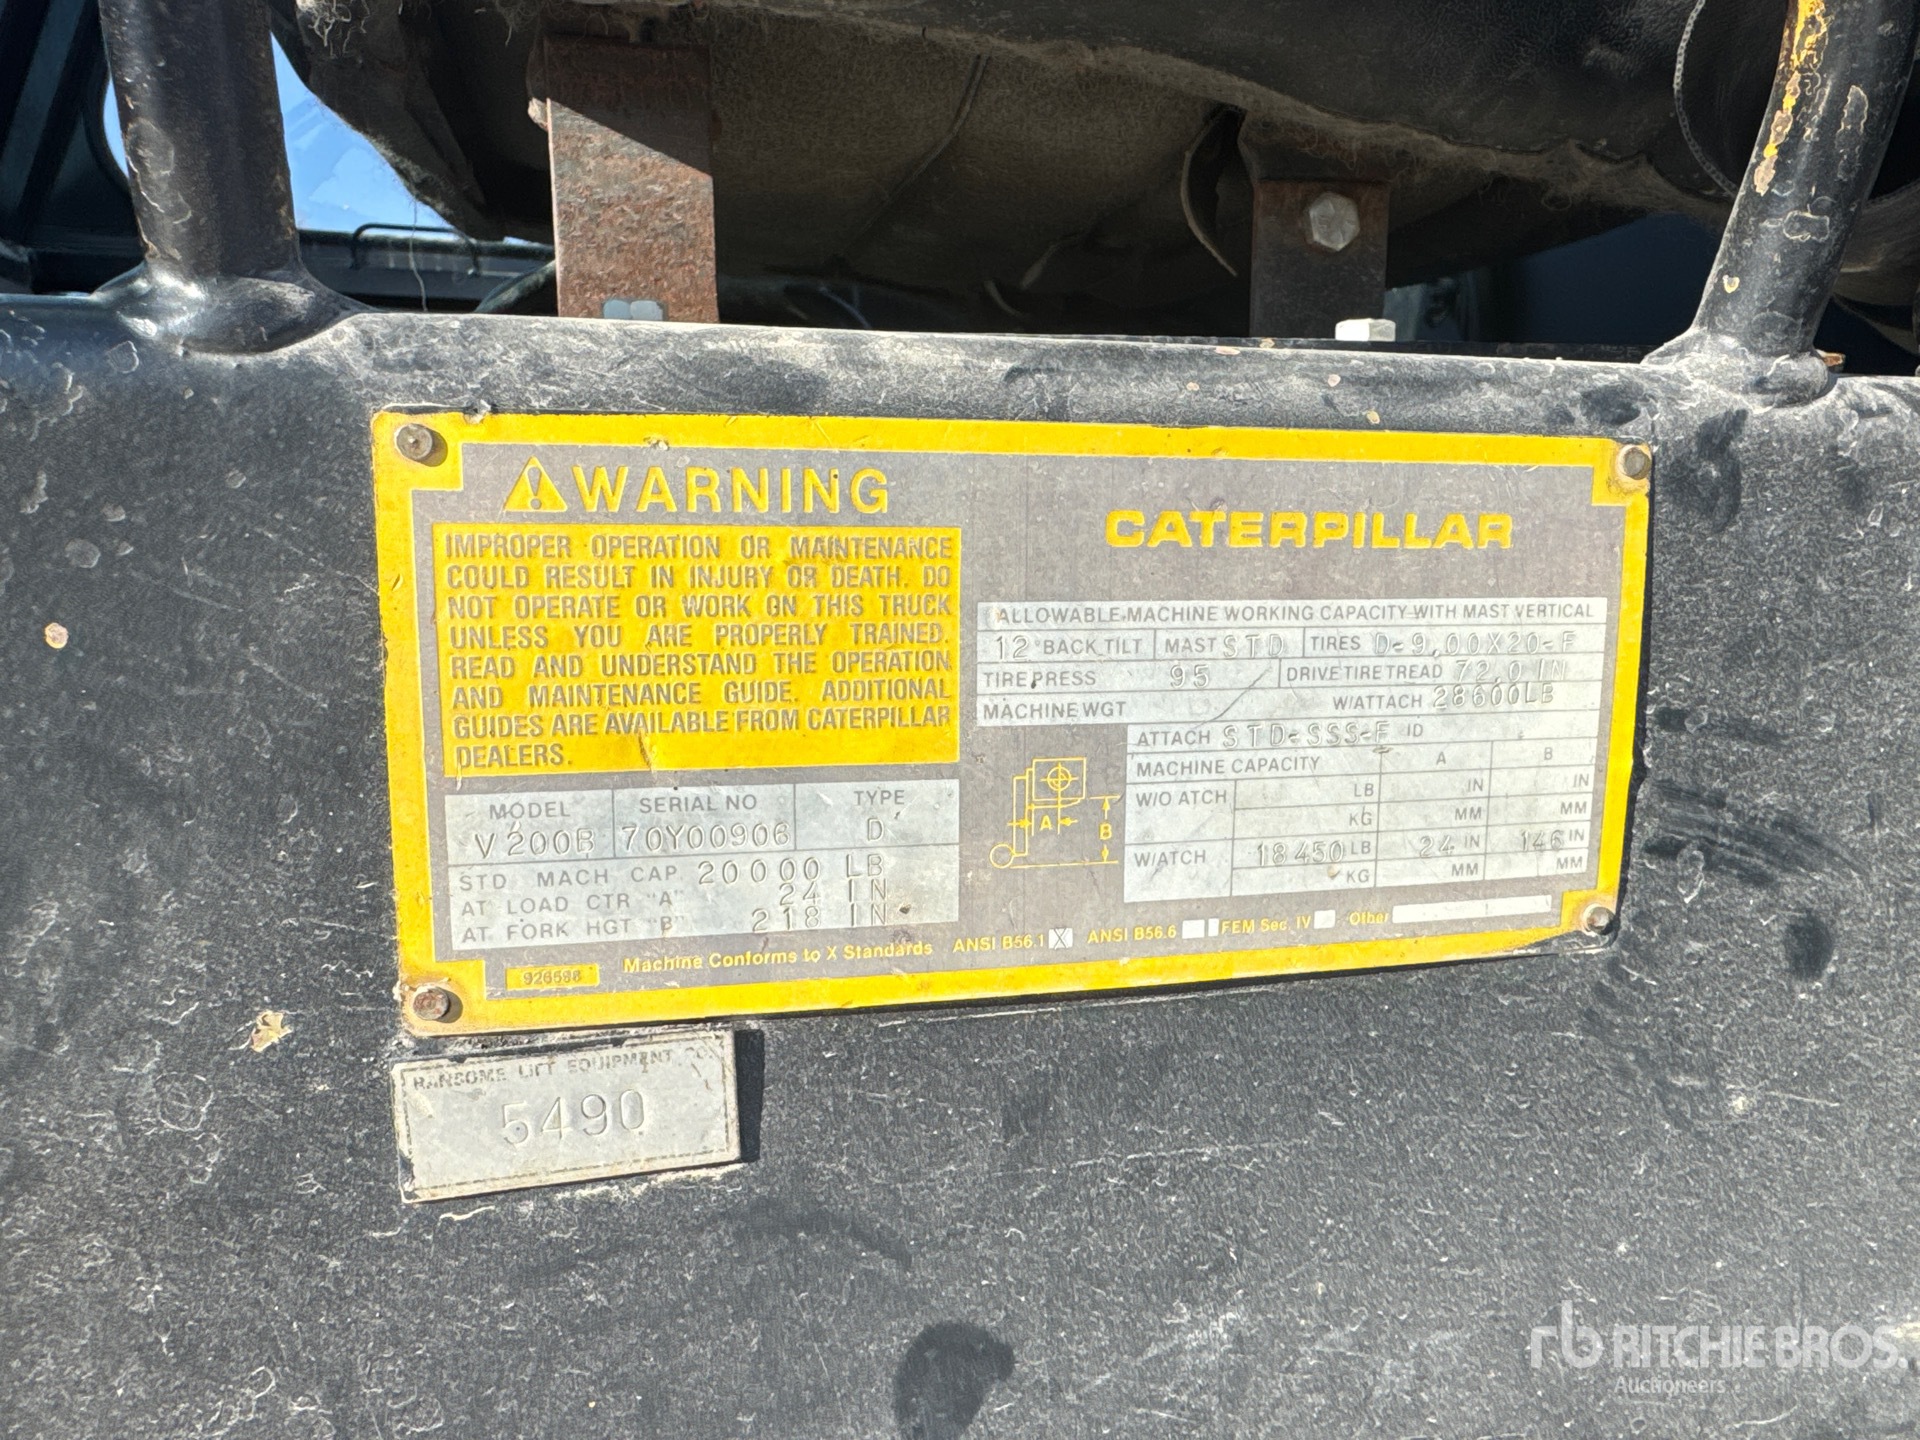 WARNING
IMPROPER OPERATION OR MAINTENANCE
COULD RESULT IN INJURY OR DEATH. DO
NOT OPERATE OR WORK ON THIS TRUCK
UNLESS YOU ARE PROPERLY TRAINED.
READ AND UNDERSTAND THE OPERATION
AND MAINTENANCE GUIDE. ADDITIONAL
GUIDES ARE AVAILABLE FROM CATERPILLAR
DEALERS.
MODEL SERIAL NO TYPE
V200B 70Y00906 D
STD MACH CAP 20000 LB
AT LOAD CTR "A" 24 IN
AT FORK HGT "B" 218 IN
CATERPILLAR
ALLOWABLE MACHINE WORKING CAPACITY WITH MAST VERTICAL
12 °BACK TILT MAST STD TIRES D-9,00X20-F
TIRE PRESS 95 DRIVE TIRE TREAD 72,0 IN
MACHINE WGT W/ATTACH 28600LB
ATTACH STD-SSS-F ID
MACHINE CAPACITY A B
W/O ATCH LB IN IN
KG MM MM
W/ATCH 18450 LB 24 IN 146 IN
KG MM MM
A B
926598 Machine Conforms to X Standards ANSI B56.1 X ANSI B56.6 FEM Sec. IV Other
RANSOME LIFT EQUIPMENT CO.
5490
rb RITCHIE BROS.
Auctioneers